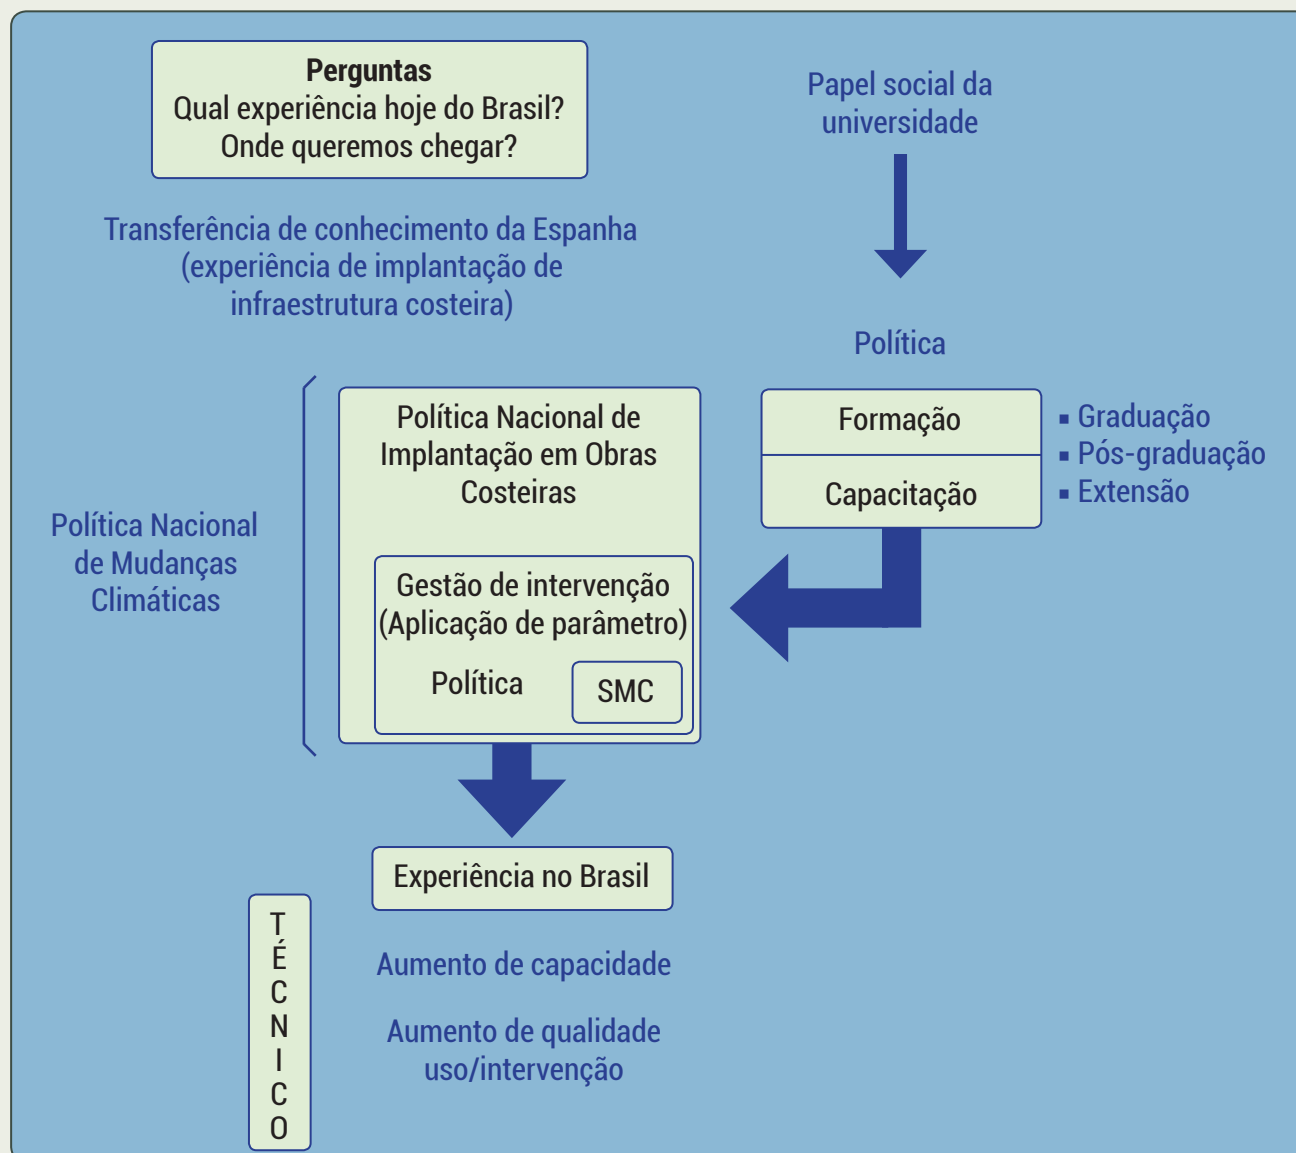 Perguntas
Qual experiência hoje do Brasil?
Onde queremos chegar?
Papel social da
universidade
Transferência de conhecimento da Espanha
(experiência de implantação de
infraestrutura costeira)
Política
Formação
Capacitação
▪ Graduação
▪ Pós-graduação
▪ Extensão
Política Nacional
de Mudanças
Climáticas
Política Nacional de
Implantação em Obras
Costeiras
Gestão de intervenção
(Aplicação de parâmetro)
Política
SMC
Experiência no Brasil
T
É
C
N
I
C
O
Aumento de capacidade
Aumento de qualidade
uso/intervenção